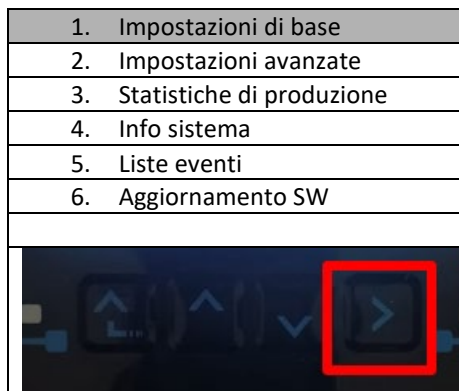 1. Impostazioni di base
2. Impostazioni avanzate
3. Statistiche di produzione
4. Info sistema
5. Liste eventi
6. Aggiornamento SW